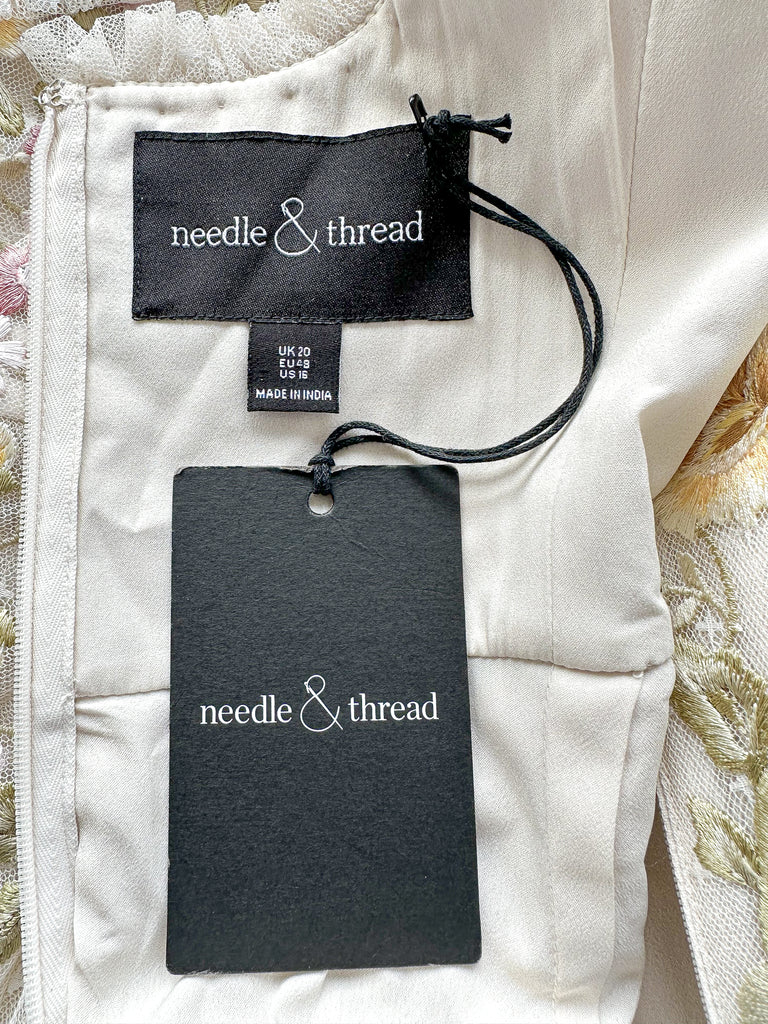 needle & thread
UK 20
EU 48
US 16
MADE IN INDIA
needle & thread